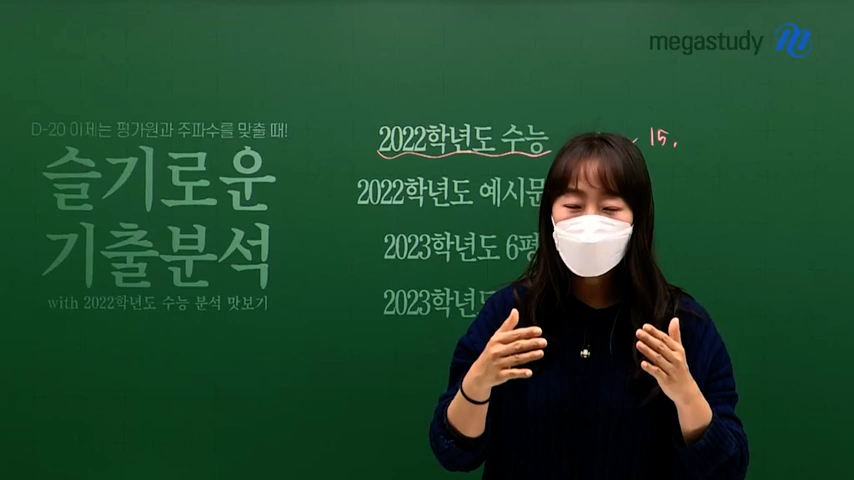 megastudy
D-20 이제는 평가원과 주파수를 맞출 때!
슬기로운
기출분석
with 2022학년도 수능 분석 맛보기
2022학년도 수능
15.
2022학년도 예시문
2023학년도 6평
2023학년도